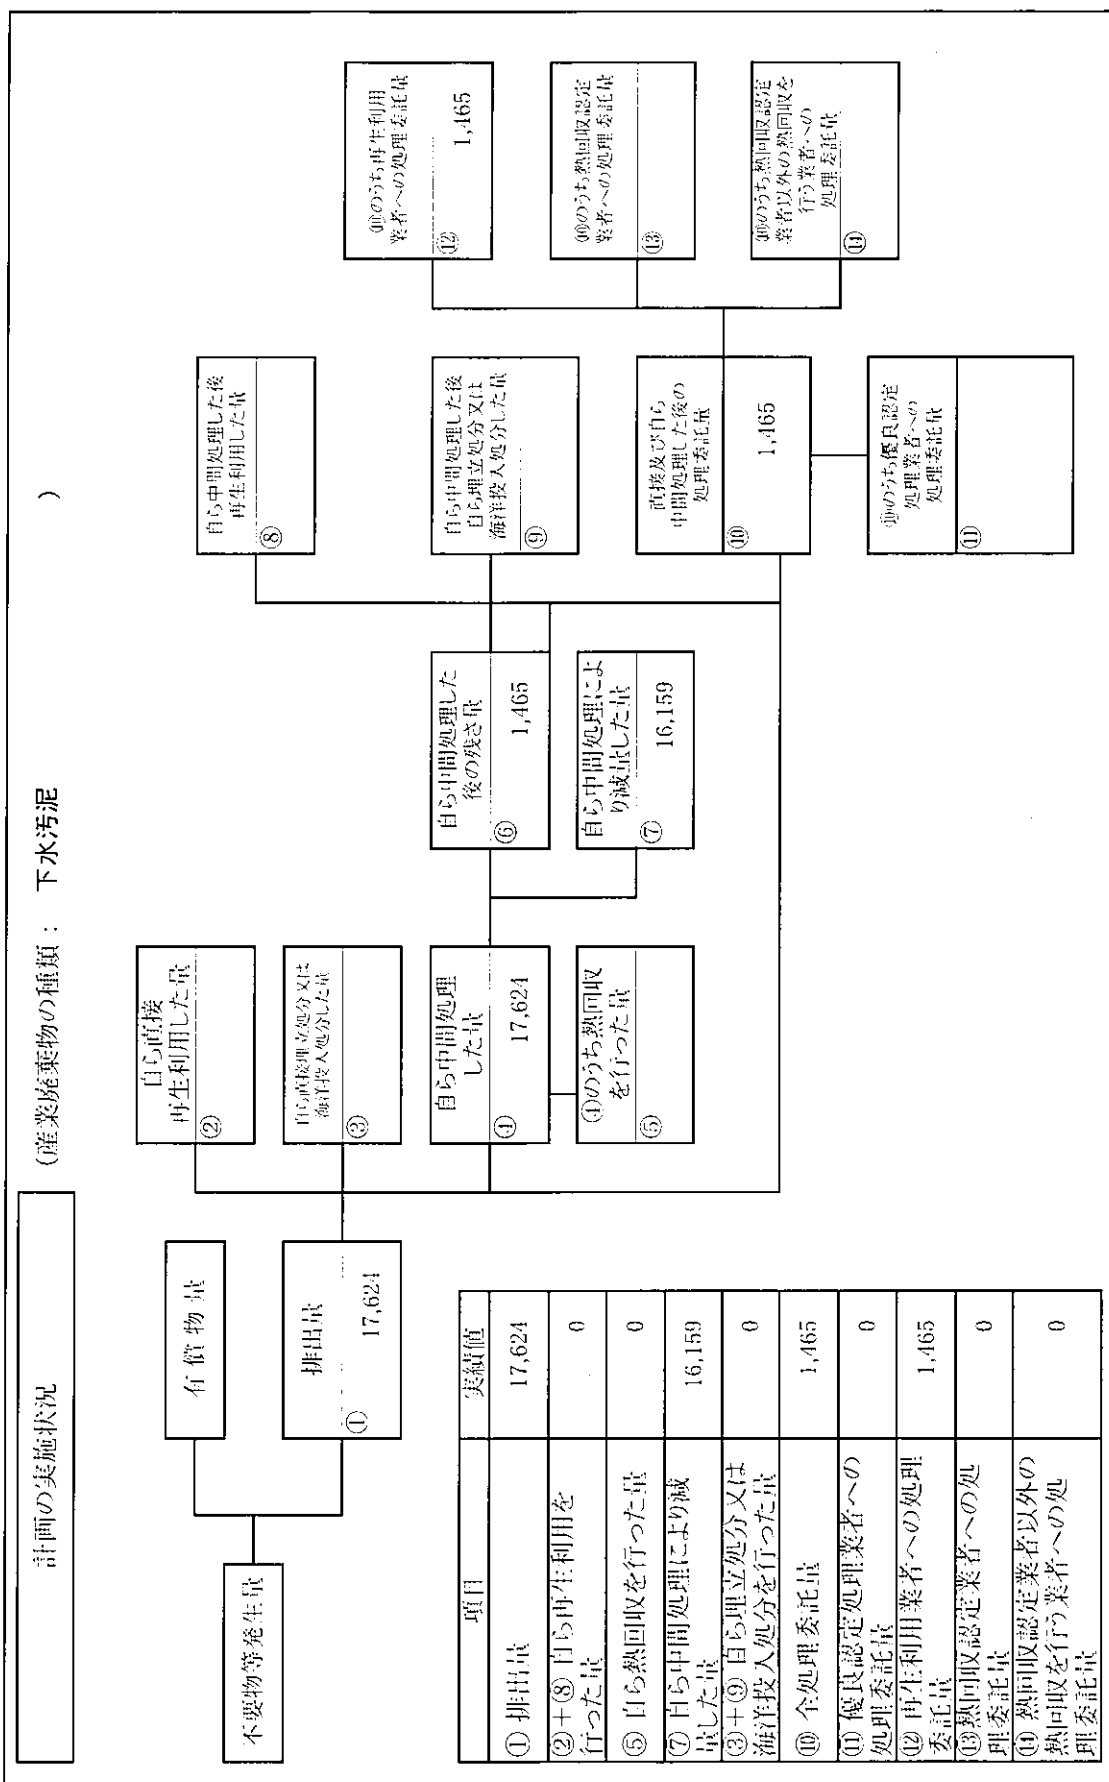 計画の実施状況
(産業廃棄物の種類： 下水汚泥 )
不要物等発生量
有償物量
排出量
①
17,624
自ら直接
再生利用した量
②
自ら直接埋立処分又は
海洋投入処分した量
③
自ら中間処理
した量
④
17,624
④のうち熱回収
を行った量
⑤
自ら中間処理した
後の残さ量
⑥
1,465
自ら中間処理によ
り減量した量
⑦
16,159
自ら中間処理した後
再生利用した量
⑧
自ら中間処理した後
自ら埋立処分又は
海洋投入処分した量
⑨
直接及び自ら
中間処理した後の
処理委託量
⑩
1,465
⑩のうち優良認定
処理業者への
処理委託量
⑪
⑩のうち再生利用
業者への処理委託量
⑫
1,465
⑩のうち熱回収認定
業者への処理委託量
⑬
⑩のうち熱回収認定
業者以外の熱回収を
行う業者への
処理委託量
⑭
項目 実績値
①排出量 17,624
②＋⑧自ら再生利用を
行った量 0
⑤自ら熱回収を行った量 0
⑦自ら中間処理により減
量した量 16,159
③＋⑨自ら埋立処分又は
海洋投入処分を行った量 0
⑩全処理委託量 1,465
⑪優良認定処理業者への
処理委託量 0
⑫再生利用業者への処理
委託量 1,465
⑬熱回収認定業者への処
理委託量 0
⑭熱回収認定業者以外の
熱回収を行う業者への処
理委託量 0